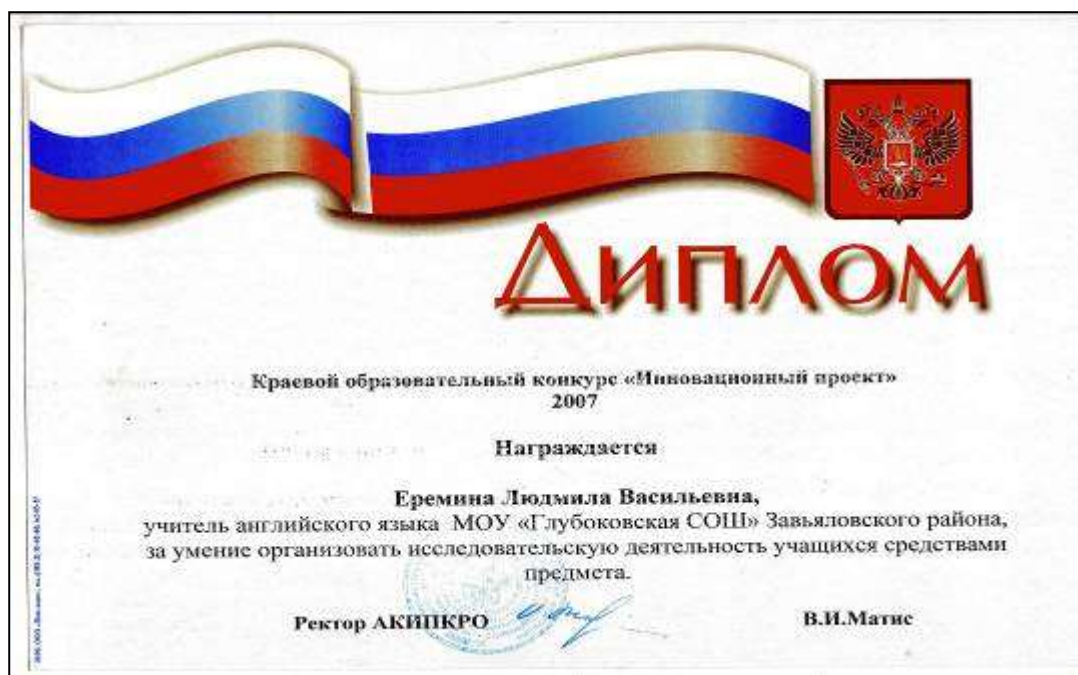 Диплом
Краевой образовательный конкурс «Инновационный проект»
2007
Награждается
Еремина Людмила Васильевна,
учитель английского языка МОУ «Глубоковская СОШ» Завьяловского района,
за умение организовать исследовательскую деятельность учащихся средствами
предмета.
Ректор АКИПКРО
В.И.Матис